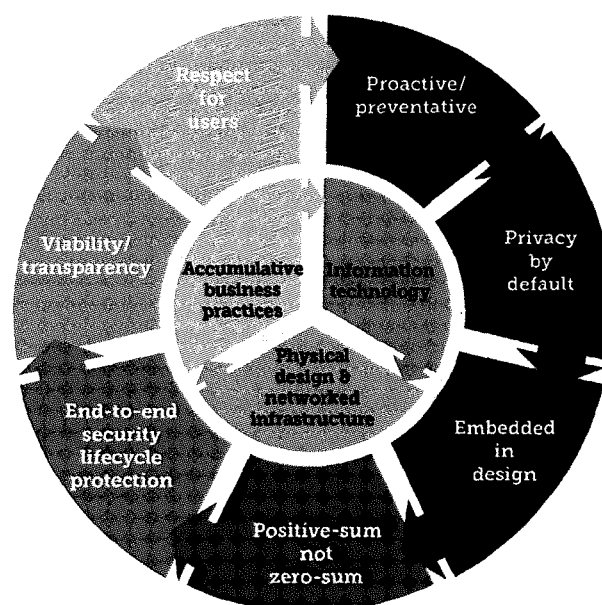 Respect
for
users
Proactive/
preventative
Privacy
by
default
Embedded
in
design
Positive-sum
not
zero-sum
End-to-end
security
lifecycle
protection
Viability/
transparency
Accumulative
business
practices
Information
technology
Physical
design &
networked
infrastructure